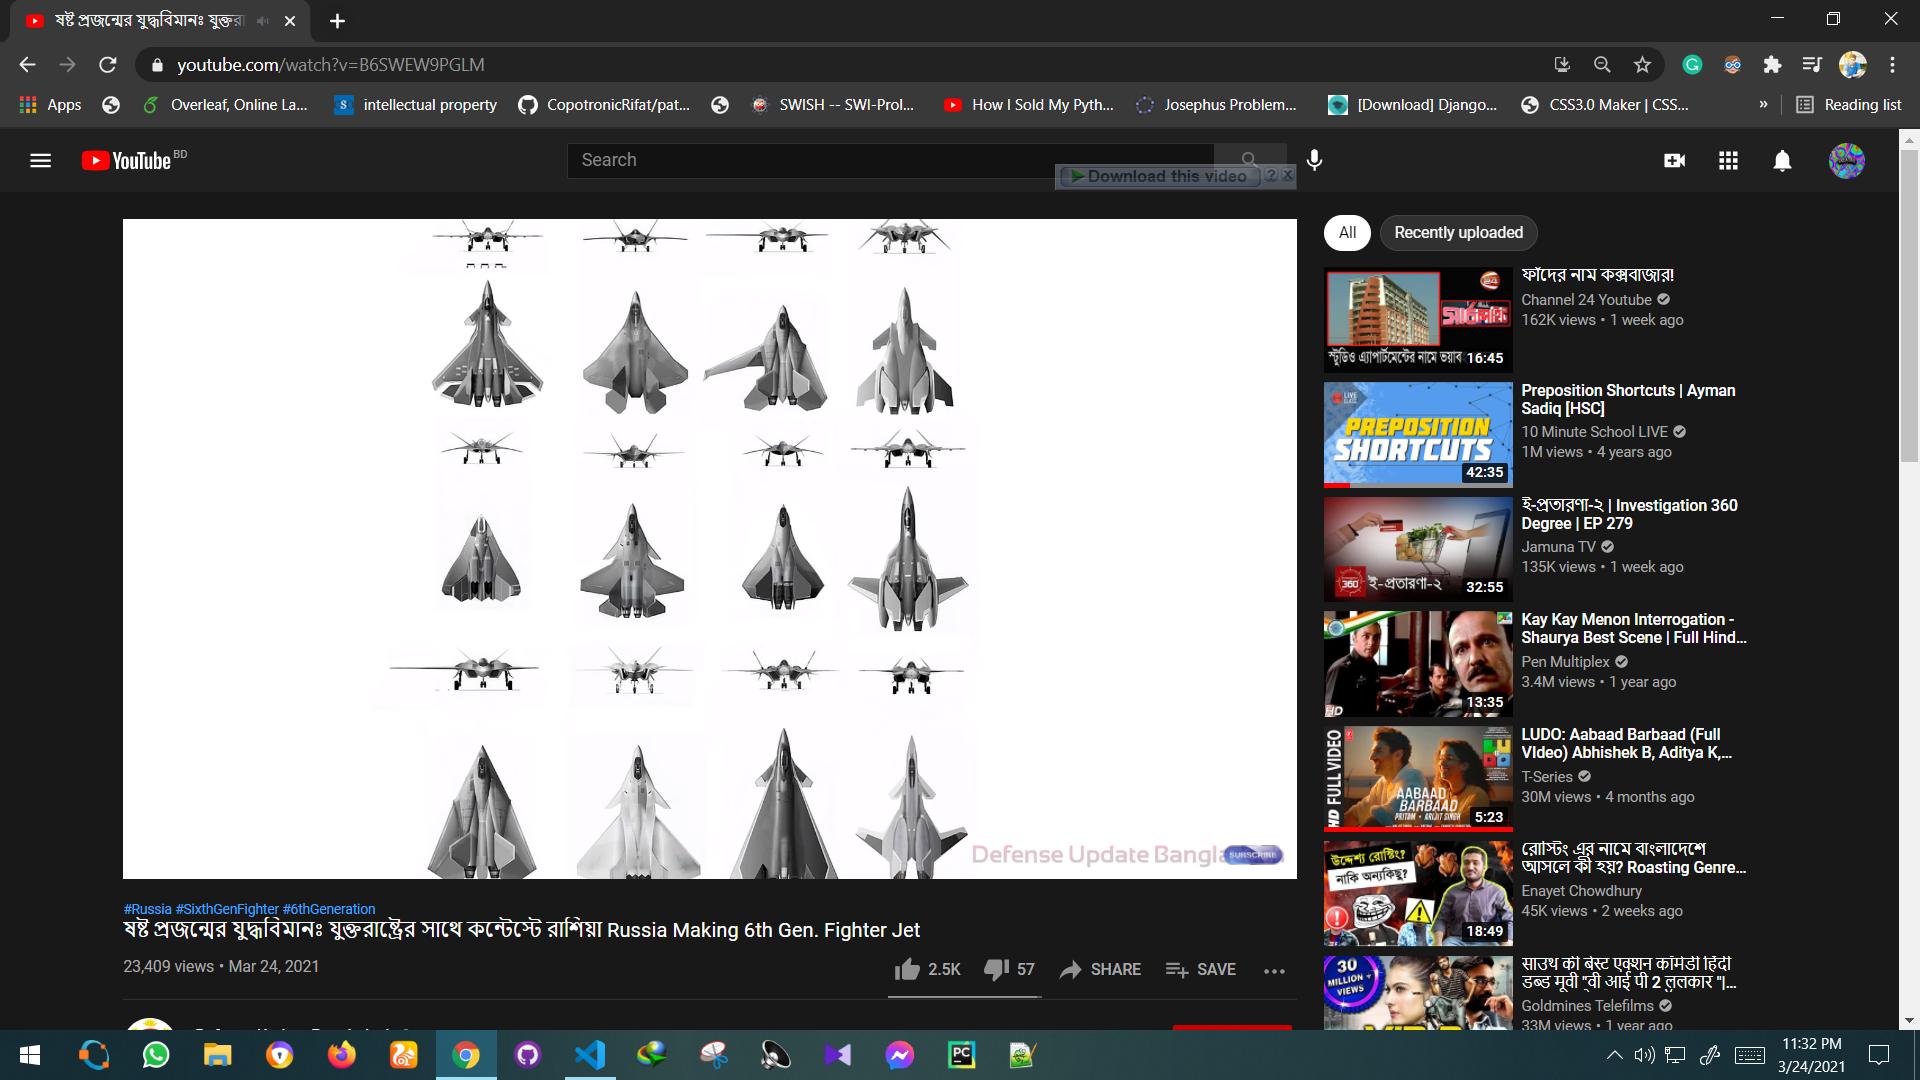 ষষ্ট প্রজন্মের যুদ্ধবিমানঃ যুক্তরা
youtube.com/watch?v=B6SWEW9PGLM
Apps
Overleaf, Online La...
intellectual property
CopotronicRifat/pat...
SWISH -- SWI-Prol...
How I Sold My Pyth...
Josephus Problem...
[Download] Django...
CSS3.0 Maker | CSS...
»
Reading list
YouTube BD
Search
Download this video ? X
All
Recently uploaded
ফাঁদের নাম কক্সবাজার!
Channel 24 Youtube
162K views • 1 week ago
24
স্টুডিও এ্যাপার্টমেন্টের নামে ভয়াব
16:45
Preposition Shortcuts | Ayman
Sadiq [HSC]
10 Minute School LIVE
1M views • 4 years ago
LIVE
PREPOSITION
SHORTCUTS
42:35
ই-প্রতারণা-২ | Investigation 360
Degree | EP 279
Jamuna TV
135K views • 1 week ago
360
ই-প্রতারণা-২
32:55
Kay Kay Menon Interrogation -
Shaurya Best Scene | Full Hind...
Pen Multiplex
3.4M views • 1 year ago
HD
13:35
LUDO: Aabaad Barbaad (Full
VIdeo) Abhishek B, Aditya K,...
T-Series
30M views • 4 months ago
HD FULL VIDEO
AABAAD
BARBAAD
PRITAM • ARIJIT SINGH
5:23
রোস্টিং এর নামে বাংলাদেশে
আসলে কী হয়? Roasting Genre...
Enayet Chowdhury
45K views • 2 weeks ago
উদ্দেশ্য রোস্টিং?
নাকি অন্যকিছু?
18:49
साउथ की बेस्ट एक्शन कॉमेडी हिंदी
डब्ड मूवी "वी आई पी 2 ललकार "|...
Goldmines Telefilms
33M views • 1 year ago
30
MILLION +
VIEWS
Defense Update Bangla
SUBSCRIBE
#Russia #SixthGenFighter #6thGeneration
ষষ্ট প্রজন্মের যুদ্ধবিমানঃ যুক্তরাষ্ট্রের সাথে কন্টেস্টে রাশিয়া Russia Making 6th Gen. Fighter Jet
23,409 views • Mar 24, 2021
2.5K
57
SHARE
SAVE
11:32 PM
3/24/2021